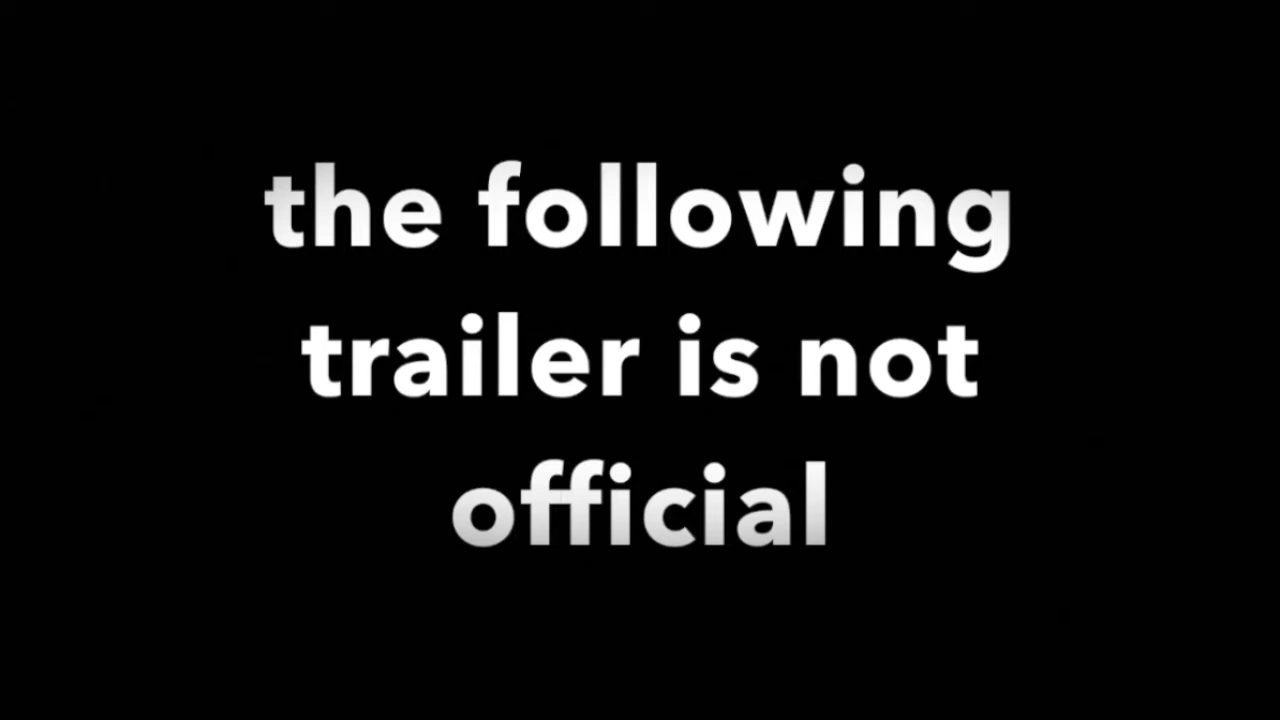 the following
trailer is not
official